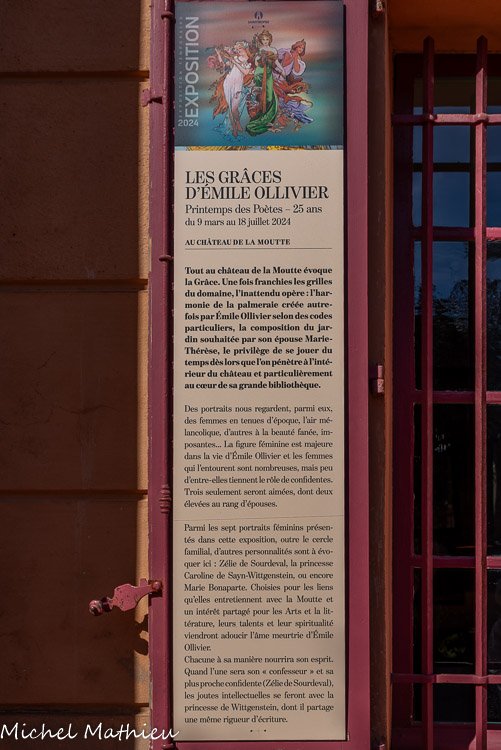 EXPOSITION
2024
LES GRÂCES
D'ÉMILE OLLIVIER
Printemps des Poètes – 25 ans
du 9 mars au 18 juillet 2024
AU CHÂTEAU DE LA MOUTTE
Tout au château de la Moutte évoque
la Grâce. Une fois franchies les grilles
du domaine, l'inattendu opère : l'har-
monie de la palmeraie créée autre-
fois par Émile Ollivier selon des codes
particuliers, la composition du jar-
din souhaitée par son épouse Marie-
Thérèse, le privilège de se jouer du
temps dès lors que l'on pénètre à l'inté-
rieur du château et particulièrement
au cœur de sa grande bibliothèque.
Des portraits nous regardent, parmi eux,
des femmes en tenues d'époque, l'air mé-
lancolique, d'autres à la beauté fanée, im-
posantes... La figure féminine est majeure
dans la vie d'Émile Ollivier et les femmes
qui l'entourent sont nombreuses, mais peu
d'entre-elles tiennent le rôle de confidentes.
Trois seulement seront aimées, dont deux
élevées au rang d'épouses.
Parmi les sept portraits féminins présen-
tés dans cette exposition, outre le cercle
familial, d'autres personnalités sont à évo-
quer ici : Zélie de Sourdeval, la princesse
Caroline de Sayn-Wittgenstein, ou encore
Marie Bonaparte. Choisies pour les liens
qu'elles entretiennent avec la Moutte et
un intérêt partagé pour les Arts et la lit-
térature, leurs talents et leur spiritualité
viendront adoucir l'âme meurtrie d'Émile
Ollivier.
Chacune à sa manière nourrira son esprit.
Quand l'une sera son « confesseur » et sa
plus proche confidente (Zélie de Sourdeval),
les joutes intellectuelles se feront avec la
princesse de Wittgenstein, dont il partage
une même rigueur d'écriture.
Michel Mathieu